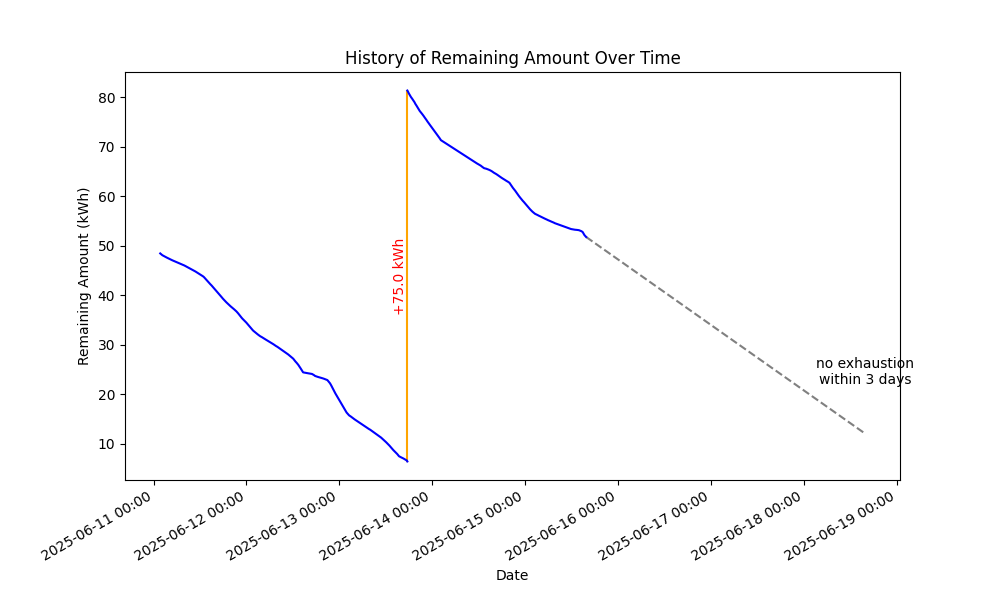 History of Remaining Amount Over Time
Remaining Amount (kWh)
80
70
60
50
40
30
20
10
+75.0 kWh
no exhaustion
within 3 days
2025-06-11 00:00
2025-06-12 00:00
2025-06-13 00:00
2025-06-14 00:00
2025-06-15 00:00
2025-06-16 00:00
2025-06-17 00:00
2025-06-18 00:00
2025-06-19 00:00
Date